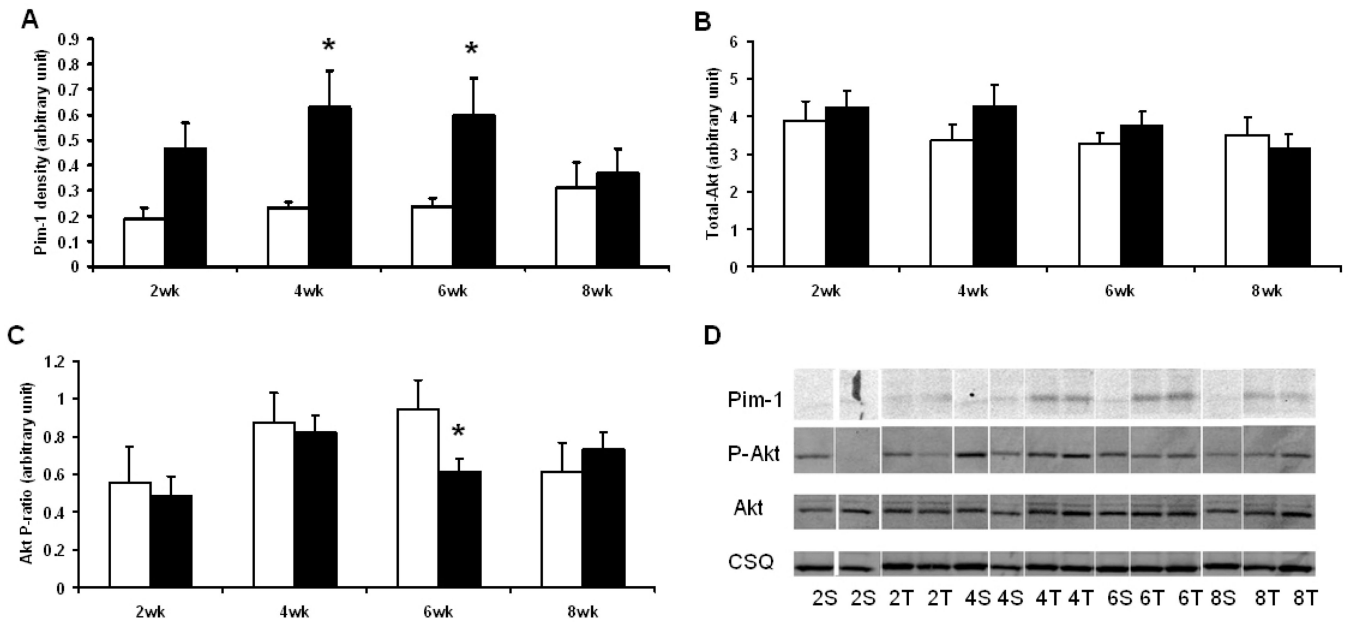 A
Pim-1 density (arbitrary unit)
0.9
0.8
0.7
0.6
0.5
0.4
0.3
0.2
0.1
0
*
*
2wk 4wk 6wk 8wk
B
Total-Akt (arbitrary unit)
6
5
4
3
2
1
0
2wk 4wk 6wk 8wk
C
Akt P-ratio (arbitrary unit)
1.2
1
0.8
0.6
0.4
0.2
0
*
2wk 4wk 6wk 8wk
D
Pim-1
P-Akt
Akt
CSQ
2S 2S 2T 2T 4S 4S 4T 4T 6S 6T 6T 8S 8T 8T